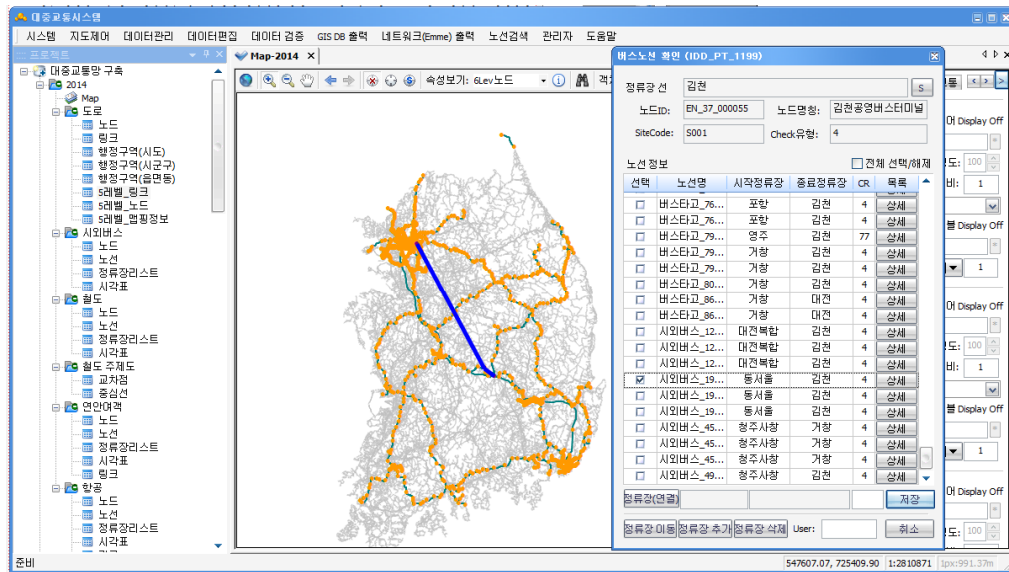 대중교통시스템
시스템 지도제어 데이터관리 데이터편집 데이터 검증 GIS DB 출력 네트워크(Emme) 출력 노선검색 관리자 도움말
프로젝트
대중교통망 구축
2014
Map
도로
노드
링크
행정구역(시도)
행정구역(시군구)
행정구역(읍면동)
5레벨_링크
5레벨_노드
5레벨_맵핑정보
시외버스
노드
노선
정류장리스트
시각표
철도
노드
노선
정류장리스트
시각표
철도 주제도
교차점
중심선
연안여객
노드
노선
정류장리스트
시각표
링크
항공
노드
노선
정류장리스트
시각표
Map-2014
속성보기: 6Lev노드
버스노선 확인 (IDD_PT_1199)
정류장 선 김천 S
노드ID: EN_37_000055 노드명칭: 김천공영버스터미널
SiteCode: S001 Check유형: 4
노선 정보 전체 선택/해제
선택 노선명 시작정류장 종료정류장 CR 목록
버스타고_76... 포항 김천 4 상세
버스타고_76... 포항 김천 4 상세
버스타고_79... 영주 김천 77 상세
버스타고_79... 거창 김천 4 상세
버스타고_79... 거창 김천 4 상세
버스타고_80... 거창 김천 4 상세
버스타고_86... 거창 대전 4 상세
버스타고_86... 거창 대전 4 상세
시외버스_12... 대전복합 김천 4 상세
시외버스_12... 대전복합 김천 4 상세
시외버스_12... 대전복합 김천 4 상세
시외버스_19... 동서울 김천 4 상세
시외버스_19... 동서울 김천 4 상세
시외버스_19... 동서울 김천 4 상세
시외버스_45... 청주사창 거창 4 상세
시외버스_45... 청주사창 김천 4 상세
시외버스_45... 청주사창 거창 4 상세
시외버스_49... 청주사창 김천 4 상세
정류장(연결) 저장
정류장 이동 정류장 추가 정류장 삭제 User: 취소
Display Off
100
1
Display Off
1
Display Off
100
1
Display Off
1
Display Off
100
준비 547607.07, 725409.90 1:2810871 1px:991.37m